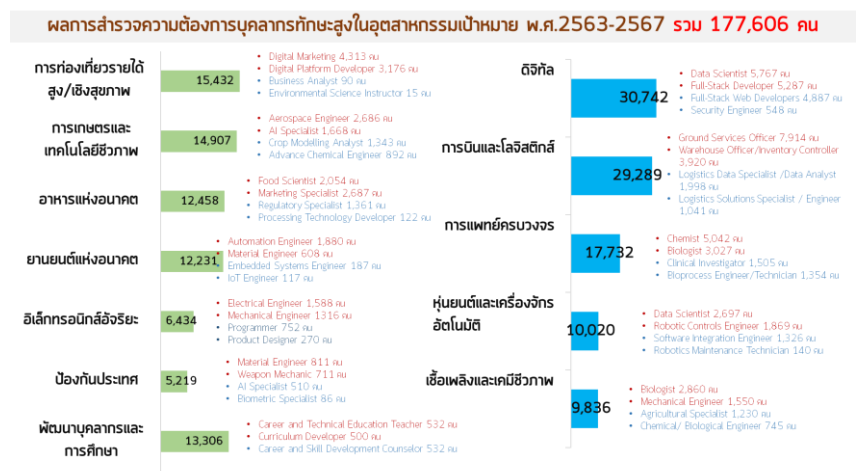 ผลการสำรวจความต้องการบุคลากรทักษะสูงในอุตสาหกรรมเป้าหมาย พ.ศ.2563-2567 รวม 177,606 คน
การท่องเที่ยวรายได้
สูง/เชิงสุขภาพ
15,432
• Digital Marketing 4,313 คน
• Digital Platform Developer 3,176 คน
• Business Analyst 90 คน
• Environmental Science Instructor 15 คน
การเกษตรและ
เทคโนโลยีชีวภาพ
14,907
• Aerospace Engineer 2,686 คน
• AI Specialist 1,668 คน
• Crop Modelling Analyst 1,343 คน
• Advance Chemical Engineer 892 คน
อาหารแห่งอนาคต
12,458
• Food Scientist 2,054 คน
• Marketing Specialist 2,687 คน
• Regulatory Specialist 1,361 คน
• Processing Technology Developer 122 คน
ยานยนต์แห่งอนาคต
12,231
• Automation Engineer 1,880 คน
• Material Engineer 608 คน
• Embedded Systems Engineer 187 คน
• IoT Engineer 117 คน
อิเล็กทรอนิกส์อัจริยะ
6,434
• Electrical Engineer 1,588 คน
• Mechanical Engineer 1316 คน
• Programmer 752 คน
• Product Designer 270 คน
ป้องกันประเทศ
5,219
• Material Engineer 811 คน
• Weapon Mechanic 711 คน
• AI Specialist 510 คน
• Biometric Specialist 86 คน
พัฒนาบุคลากรและ
การศึกษา
13,306
• Career and Technical Education Teacher 532 คน
• Curriculum Developer 500 คน
• Career and Skill Development Counselor 532 คน
ดิจิทัล
30,742
• Data Scientist 5,767 คน
• Full-Stack Developer 5,287 คน
• Full-Stack Web Developers 4,887 คน
• Security Engineer 548 คน
การบินและโลจิสติกส์
29,289
• Ground Services Officer 7,914 คน
• Warehouse Officer/Inventory Controller
3,920 คน
• Logistics Data Specialist /Data Analyst
1,998 คน
• Logistics Solutions Specialist / Engineer
1,041 คน
การแพทย์ครบวงจร
17,732
• Chemist 5,042 คน
• Biologist 3,027 คน
• Clinical Investigator 1,505 คน
• Bioprocess Engineer/Technician 1,354 คน
หุ่นยนต์และเครื่องจักร
อัตโนมัติ
10,020
• Data Scientist 2,697 คน
• Robotic Controls Engineer 1,869 คน
• Software Integration Engineer 1,326 คน
• Robotics Maintenance Technician 140 คน
เชื้อเพลิงและเคมีชีวภาพ
9,836
• Biologist 2,860 คน
• Mechanical Engineer 1,550 คน
• Agricultural Specialist 1,230 คน
• Chemical/ Biological Engineer 745 คน